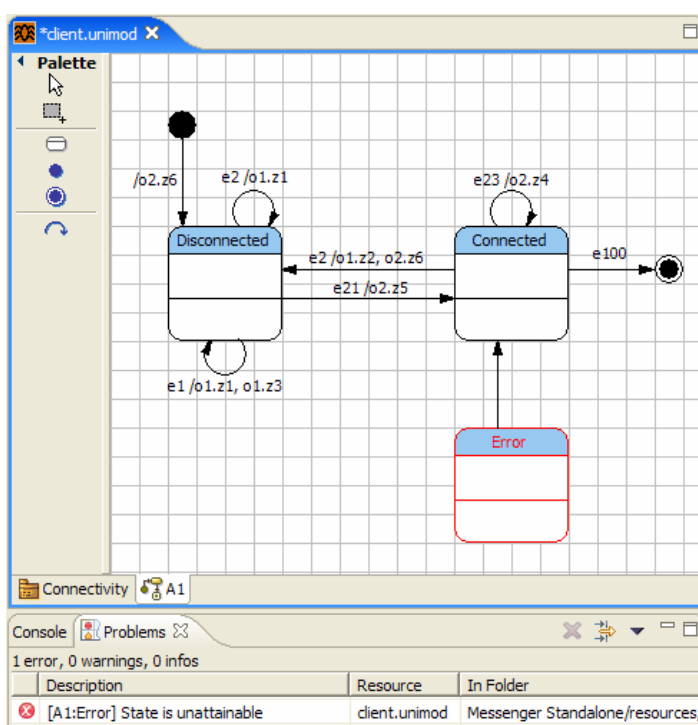 *client.unimod
Palette
/o2.z6
e2 /o1.z1
e23 /o2.z4
Disconnected
Connected
e2 /o1.z2, o2.z6
e100
e21 /o2.z5
e1 /o1.z1, o1.z3
Error
Connectivity
A1
Console
Problems
1 error, 0 warnings, 0 infos
Description
Resource
In Folder
[A1:Error] State is unattainable
client.unimod
Messenger Standalone/resources